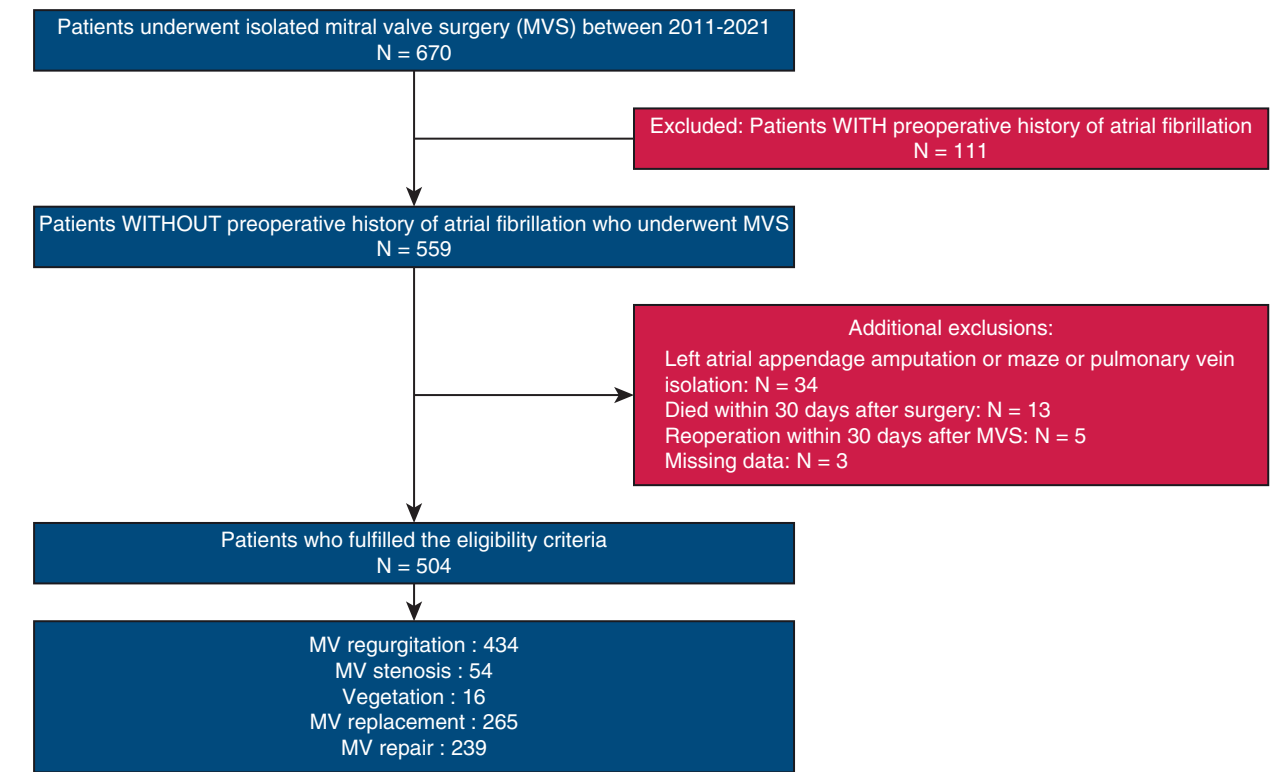 Patients underwent isolated mitral valve surgery (MVS) between 2011-2021
N = 670
Excluded: Patients WITH preoperative history of atrial fibrillation
N = 111
Patients WITHOUT preoperative history of atrial fibrillation who underwent MVS
N = 559
Additional exclusions:
Left atrial appendage amputation or maze or pulmonary vein
isolation: N = 34
Died within 30 days after surgery: N = 13
Reoperation within 30 days after MVS: N = 5
Missing data: N = 3
Patients who fulfilled the eligibility criteria
N = 504
MV regurgitation : 434
MV stenosis : 54
Vegetation : 16
MV replacement : 265
MV repair : 239